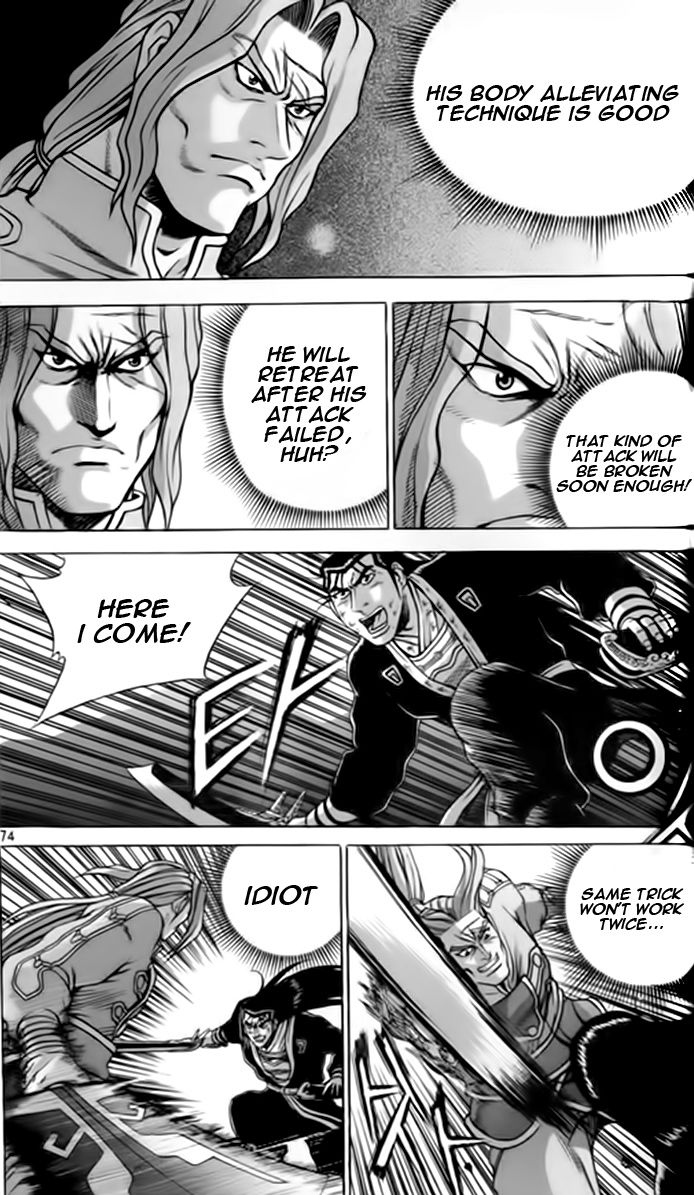 HIS BODY ALLEVIATING
TECHNIQUE IS GOOD
HE WILL
RETREAT
AFTER HIS
ATTACK
FAILED,
HUH?
THAT KIND OF
ATTACK WILL
BE BROKEN
SOON ENOUGH!
HERE
I COME!
74
IDIOT
SAME TRICK
WON'T WORK
TWICE...